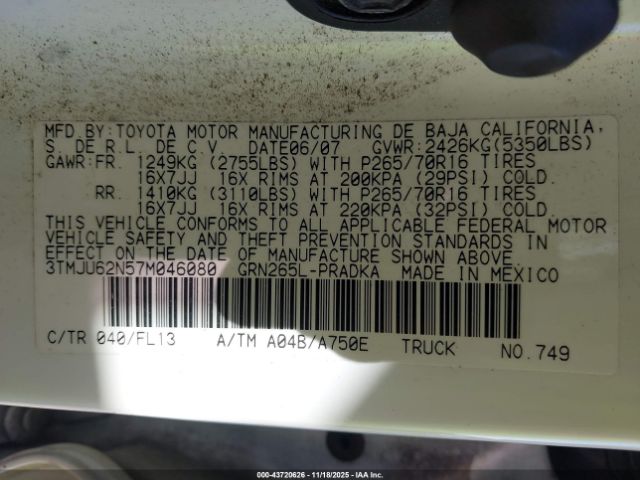 MFD BY:TOYOTA MOTOR MANUFACTURING DE BAJA CALIFORNIA,
S. DE R.L. DE C.V. DATE06/07 GVWR:2426KG(5350LBS)
GAWR:FR. 1249KG (2755LBS) WITH P265/70R16 TIRES
16X7JJ 16X RIMS AT 200KPA (29PSI) COLD.
RR. 1410KG (3110LBS) WITH P265/70R16 TIRES
16X7JJ 16X RIMS AT 220KPA (32PSI) COLD.
THIS VEHICLE CONFORMS TO ALL APPLICABLE FEDERAL MOTOR
VEHICLE SAFETY AND THEFT PREVENTION STANDARDS IN
EFFECT ON THE DATE OF MANUFACTURE SHOWN ABOVE.
3TMJU62N57M046080 GRN265L-PRADKA MADE IN MEXICO
C/TR 040/FL13 A/TM A04B/A750E TRUCK NO.749
000-43720626 - 11/18/2025 - IAA Inc.